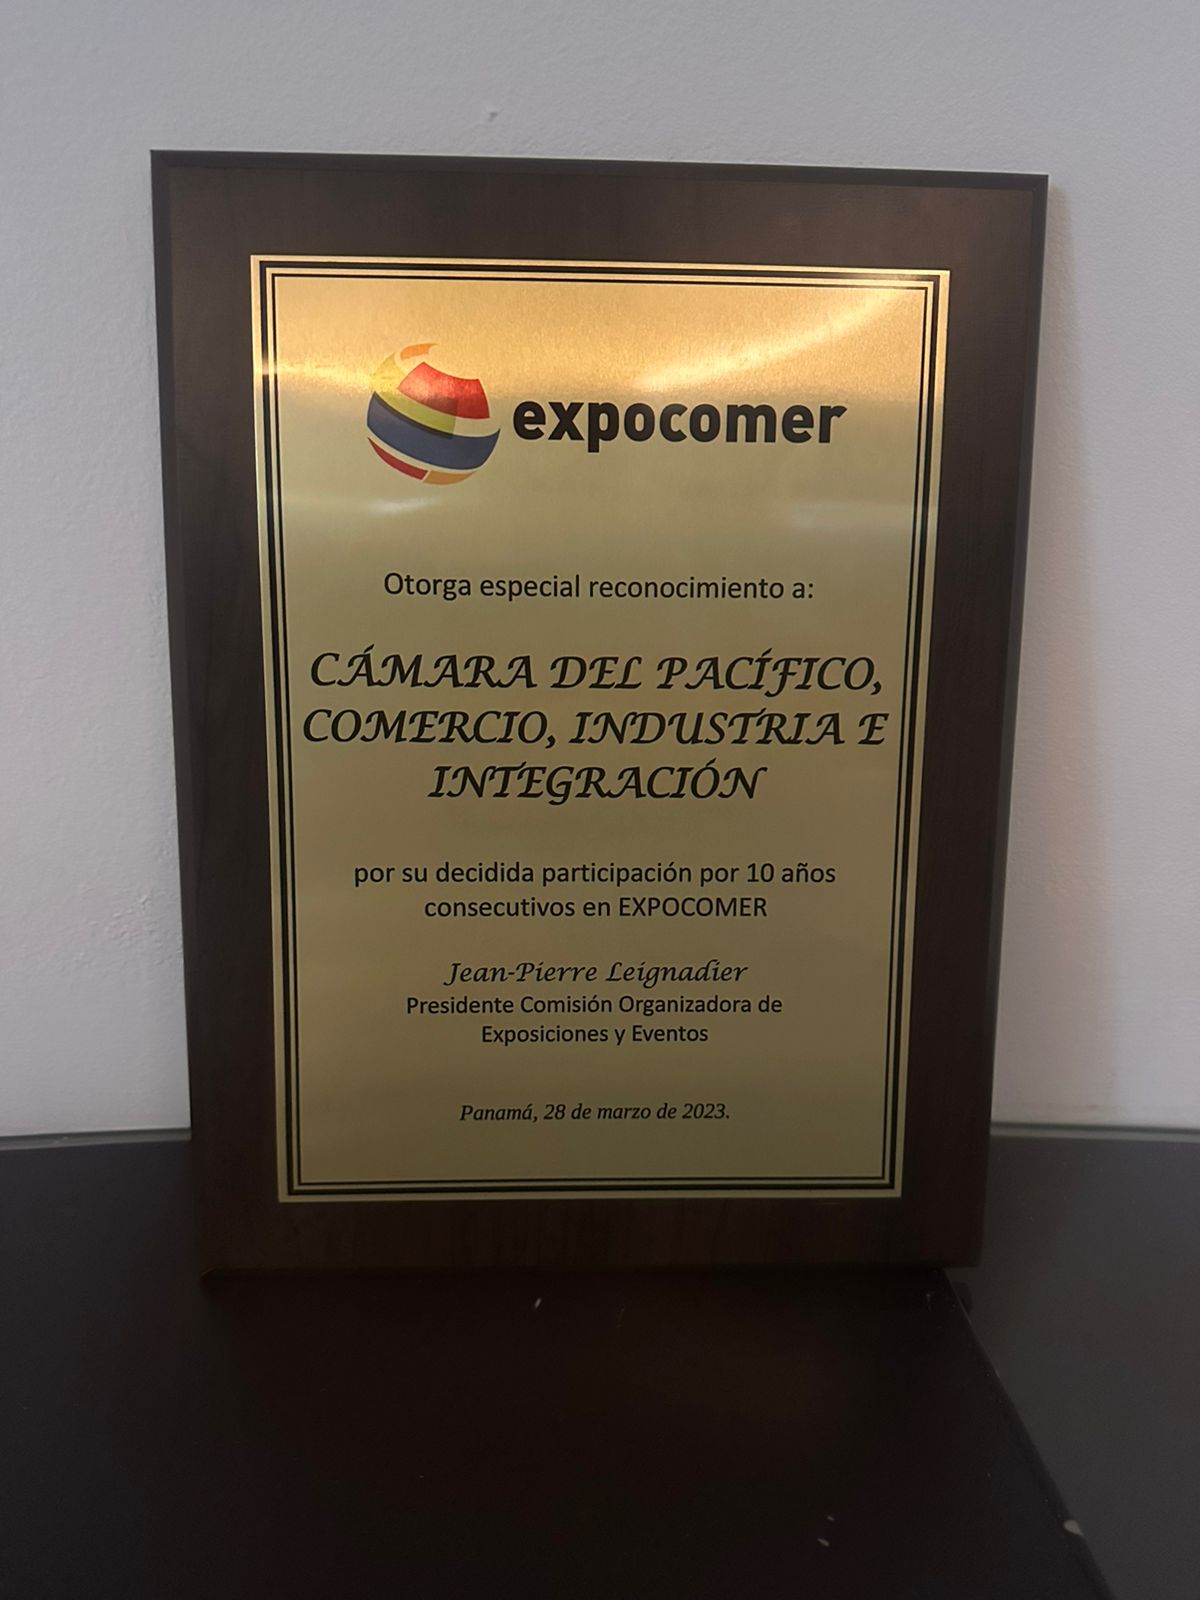 expocomer
Otorga especial reconocimiento a:
CÁMARA DEL PACÍFICO,
COMERCIO, INDUSTRIA E
INTEGRACIÓN
por su decidida participación por 10 años
consecutivos en EXPOCOMER
Jean-Pierre Leignadier
Presidente Comisión Organizadora de
Exposiciones y Eventos
Panamá, 28 de marzo de 2023.